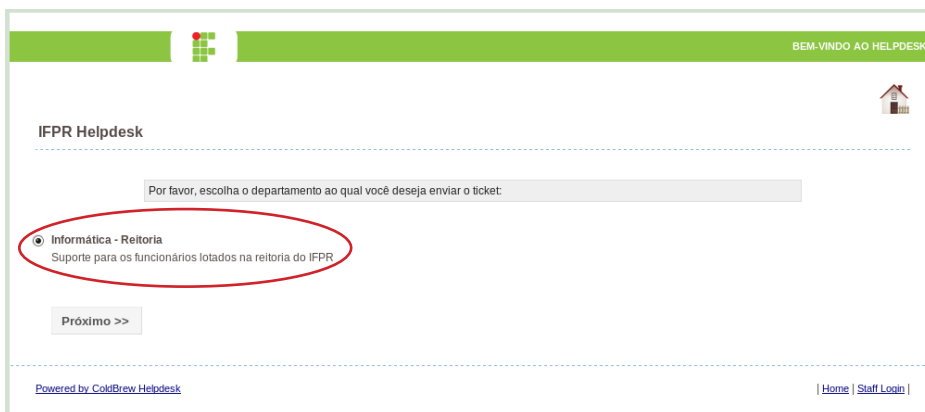 BEM-VINDO AO HELPDESK
IFPR Helpdesk
Por favor, escolha o departamento ao qual você deseja enviar o ticket:
Informática - Reitoria
Suporte para os funcionários lotados na reitoria do IFPR
Próximo >>
Powered by ColdBrew Helpdesk
| Home | Staff Login |